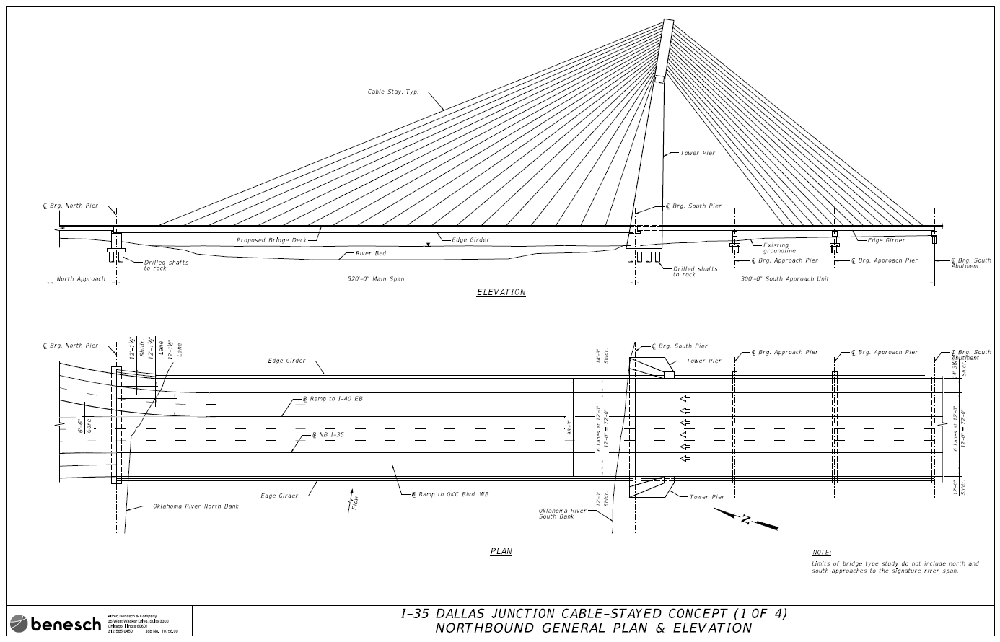 Cable Stay, Typ.
Tower Pier
℄ Brg. North Pier
℄ Brg. South Pier
Proposed Bridge Deck
Edge Girder
Edge Girder
River Bed
Existing
groundline
Drilled shafts
to rock
Drilled shafts
to rock
℄ Brg. Approach Pier
℄ Brg. Approach Pier
℄ Brg. South
Abutment
North Approach
520'-0" Main Span
300'-0" South Approach Unit
ELEVATION
℄ Brg. North Pier
12'-1½"
Shldr.
12'-1½"
Lane
12'-1½"
Lane
Edge Girder
14'-3"
Shldr.
℄ Brg. South Pier
Tower Pier
℄ Brg. Approach Pier
℄ Brg. Approach Pier
℄ Brg. South
Abutment
Shldr.
℞ Ramp to I-40 EB
6'-6"
Gore
℞ NB I-35
98'-3"
6 Lanes at 12'-0"
12'-0" = 72'-0"
6 Lanes at 12'-0"
12'-0" = 72'-0"
Edge Girder
℞ Ramp to OKC Blvd. WB
12'-0"
Shldr.
Tower Pier
12'-0"
Shldr.
Oklahoma River North Bank
Flow
Oklahoma River
South Bank
N
PLAN
NOTE:
Limits of bridge type study do not include north and
south approaches to the signature river span.
benesch
Alfred Benesch & Company
35 West Wacker Drive, Suite 3300
Chicago, Illinois 60601
312-565-0450 Job No. 10756.00
I-35 DALLAS JUNCTION CABLE-STAYED CONCEPT (1 OF 4)
NORTHBOUND GENERAL PLAN & ELEVATION